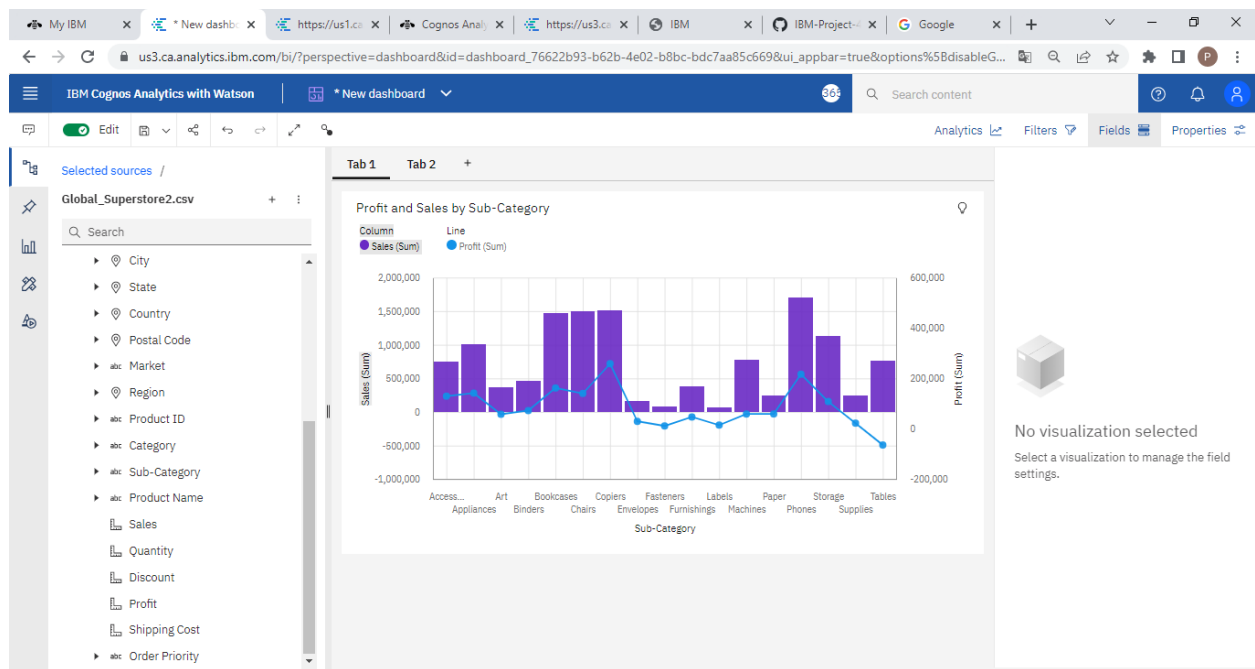 My IBM
* New dashbo
https://us1.ca
Cognos Analy
https://us3.ca
IBM
IBM-Project-4
Google
us3.ca.analytics.ibm.com/bi/?perspective=dashboard&id=dashboard_76622b93-b62b-4e02-b8bc-bdc7aa85c669&ui_appbar=true&options%5BdisableG...
P
IBM Cognos Analytics with Watson
* New dashboard
365
Search content
Edit
Analytics
Filters
Fields
Properties
Selected sources /
Global_Superstore2.csv
Search
City
State
Country
Postal Code
abc Market
Region
abc Product ID
abc Category
abc Sub-Category
abc Product Name
Sales
Quantity
Discount
Profit
Shipping Cost
abc Order Priority
Tab 1
Tab 2
Profit and Sales by Sub-Category
Column
Line
Sales (Sum)
Profit (Sum)
2,000,000
1,500,000
1,000,000
500,000
0
-500,000
-1,000,000
Sales (Sum)
600,000
400,000
200,000
0
-200,000
Profit (Sum)
Access... Art Bookcases Copiers Fasteners Labels Paper Storage Tables
Appliances Binders Chairs Envelopes Furnishings Machines Phones Supplies
Sub-Category
No visualization selected
Select a visualization to manage the field
settings.